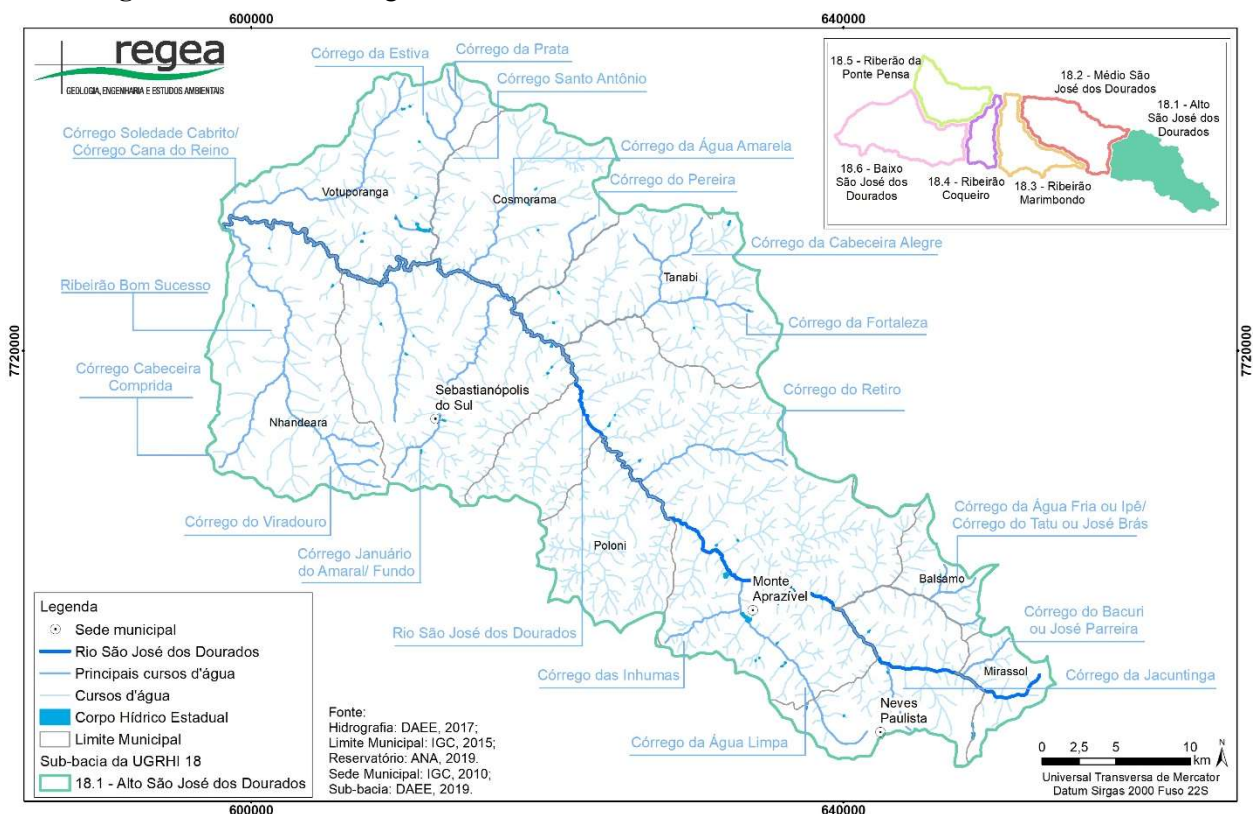 600000
640000
regea
GEOLOGIA, ENGENHARIA E ESTUDOS AMBIENTAIS
Córrego da Estiva
Córrego da Prata
Córrego Santo Antônio
Córrego Soledade Cabrito/
Córrego Cana do Reino
Córrego da Água Amarela
Córrego do Pereira
Votuporanga
Cosmorama
18.5 - Riberão da
Ponte Pensa
18.2 - Médio São
José dos Dourados
18.1 - Alto
São José dos
Dourados
18.6 - Baixo
São José dos
Dourados
18.4 - Ribeirão
Coqueiro
18.3 - Ribeirão
Marimbondo
Córrego da Cabeceira Alegre
Tanabi
Ribeirão Bom Sucesso
Córrego da Fortaleza
7720000
7720000
Córrego Cabeceira
Comprida
Sebastianópolis
do Sul
Córrego do Retiro
Nhandeara
Córrego do Viradouro
Córrego da Água Fria ou Ipê/
Córrego do Tatu ou José Brás
Córrego Januário
do Amaral/ Fundo
Poloni
Monte
Aprazível
Balsamo
Córrego do Bacuri
ou José Parreira
Rio São José dos Dourados
Córrego das Inhumas
Mirassol
Córrego da Jacuntinga
Neves
Paulista
Córrego da Água Limpa
Legenda
Sede municipal
Rio São José dos Dourados
Principais cursos d'água
Cursos d'água
Corpo Hídrico Estadual
Limite Municipal
Sub-bacia da UGRHI 18
18.1 - Alto São José dos Dourados
Fonte:
Hidrografia: DAEE, 2017;
Limite Municipal: IGC, 2015;
Reservatório: ANA, 2019.
Sede Municipal: IGC, 2010;
Sub-bacia: DAEE, 2019.
0 2,5 5 10
km
N
Universal Transversa de Mercator
Datum Sirgas 2000 Fuso 22S
600000
640000